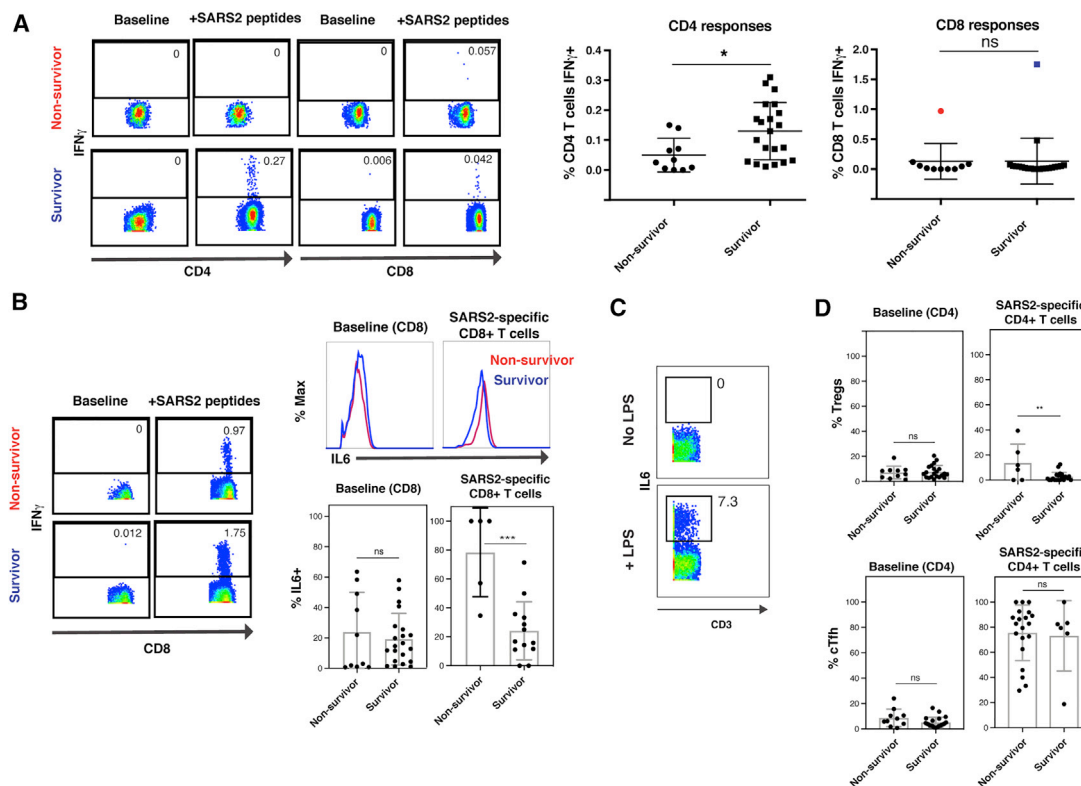 A
Baseline +SARS2 peptides Baseline +SARS2 peptides
Non-survivor
0 0 0 0.057
IFNγ
Survivor
0 0.27 0.006 0.042
CD4 CD8
CD4 responses
*
% CD4 T cells IFNγ+
0.4
0.3
0.2
0.1
0.0
Non-survivor Survivor
CD8 responses
ns
% CD8 T cells IFNγ+
2.0
1.5
1.0
0.5
0.0
Non-survivor Survivor
B
Baseline +SARS2 peptides
Non-survivor
0 0.97
IFNγ
Survivor
0.012 1.75
CD8
Baseline (CD8)
SARS2-specific
CD8+ T cells
Non-survivor
Survivor
% Max
IL6
Baseline (CD8)
% IL6+
100
80
60
40
20
0
ns
Non-survivor Survivor
SARS2-specific
CD8+ T cells
100
80
60
40
20
0
***
Non-survivor Survivor
C
No LPS
0
IL6
+ LPS
7.3
CD3
D
Baseline (CD4)
% Tregs
100
80
60
40
20
0
ns
Non-survivor Survivor
SARS2-specific
CD4+ T cells
100
80
60
40
20
0
**
Non-survivor Survivor
Baseline (CD4)
% cTfh
100
80
60
40
20
0
ns
Non-survivor Survivor
SARS2-specific
CD4+ T cells
ns
100
80
60
40
20
0
Non-survivor Survivor